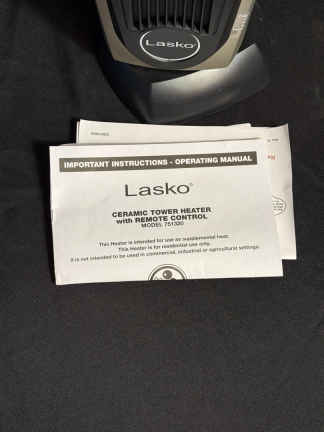 Lasko
IMPORTANT INSTRUCTIONS - OPERATING MANUAL
Lasko®
CERAMIC TOWER HEATER
with REMOTE CONTROL
MODEL 751320
This Heater is intended for use as supplemental heat.
This Heater is for residential use only.
It is not intended to be used in commercial, industrial or agricultural settings.